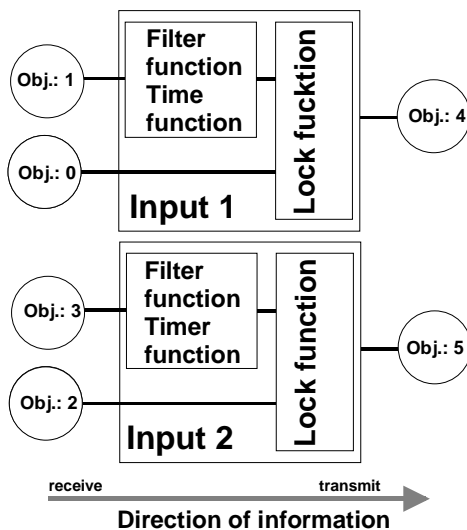 Obj.: 1
Filter
function
Time
function
Lock fucktion
Obj.: 4
Obj.: 0
Input 1
Obj.: 3
Filter
function
Timer
function
Lock function
Obj.: 5
Obj.: 2
Input 2
receive
transmit
Direction of information